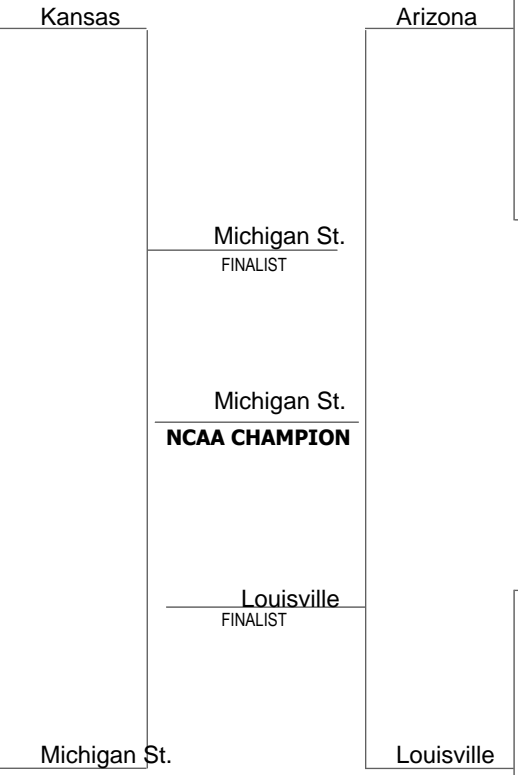 Kansas
Arizona
Michigan St.
FINALIST
Michigan St.
NCAA CHAMPION
Louisville
FINALIST
Michigan St.
Louisville